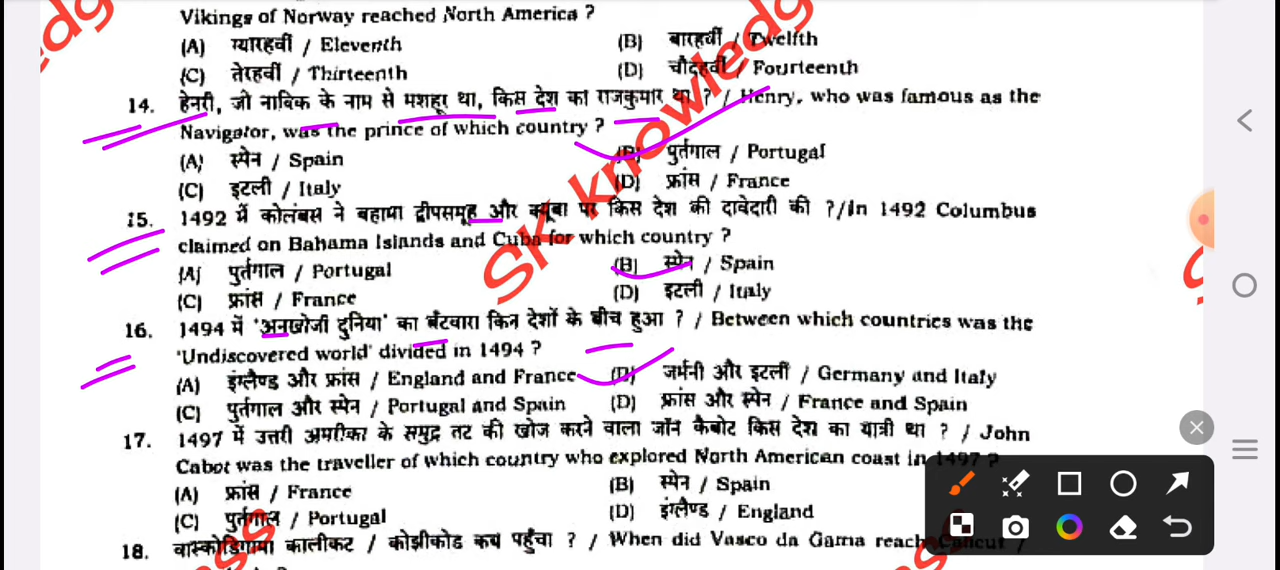 Vikings of Norway reached North America ?
(A) ग्यारहवीं / Eleventh (B) बारहवीं / Twelfth
(C) तेरहवीं / Thirteenth (D) चौदहवीं / Fourteenth
14. हेनरी, जो नाविक के नाम से मशहूर था, किस देश का राजकुमार था ? / Henry, who was famous as the
Navigator, was the prince of which country ?
(A) स्पेन / Spain (B) पुर्तगाल / Portugal
(C) इटली / Italy (D) फ्रांस / France
15. 1492 में कोलंबस ने बहामा द्वीपसमूह और क्यूबा पर किस देश की दावेदारी की ?/In 1492 Columbus
claimed on Bahama Islands and Cuba for which country ?
(A) पुर्तगाल / Portugal (B) स्पेन / Spain
(C) फ्रांस / France (D) इटली / Italy
16. 1494 में 'अनखोजी दुनिया' का बँटवारा किन देशों के बीच हुआ ? / Between which countries was the
'Undiscovered world' divided in 1494 ?
(A) इंग्लैण्ड और फ्रांस / England and France (B) जर्मनी और इटली / Germany and Italy
(C) पुर्तगाल और स्पेन / Portugal and Spain (D) फ्रांस और स्पेन / France and Spain
17. 1497 में उत्तरी अमरीका के समुद्र तट की खोज करने वाला जॉन कैबोट किस देश का यात्री था ? / John
Cabot was the traveller of which country who explored North American coast in 1497 ?
(A) फ्रांस / France (B) स्पेन / Spain
(C) पुर्तगाल / Portugal (D) इंग्लैण्ड / England
18. वास्कोडिगामा कालीकट / कोझीकोड कब पहुँचा ? / When did Vasco da Gama reach Calicut /
SK knowledg